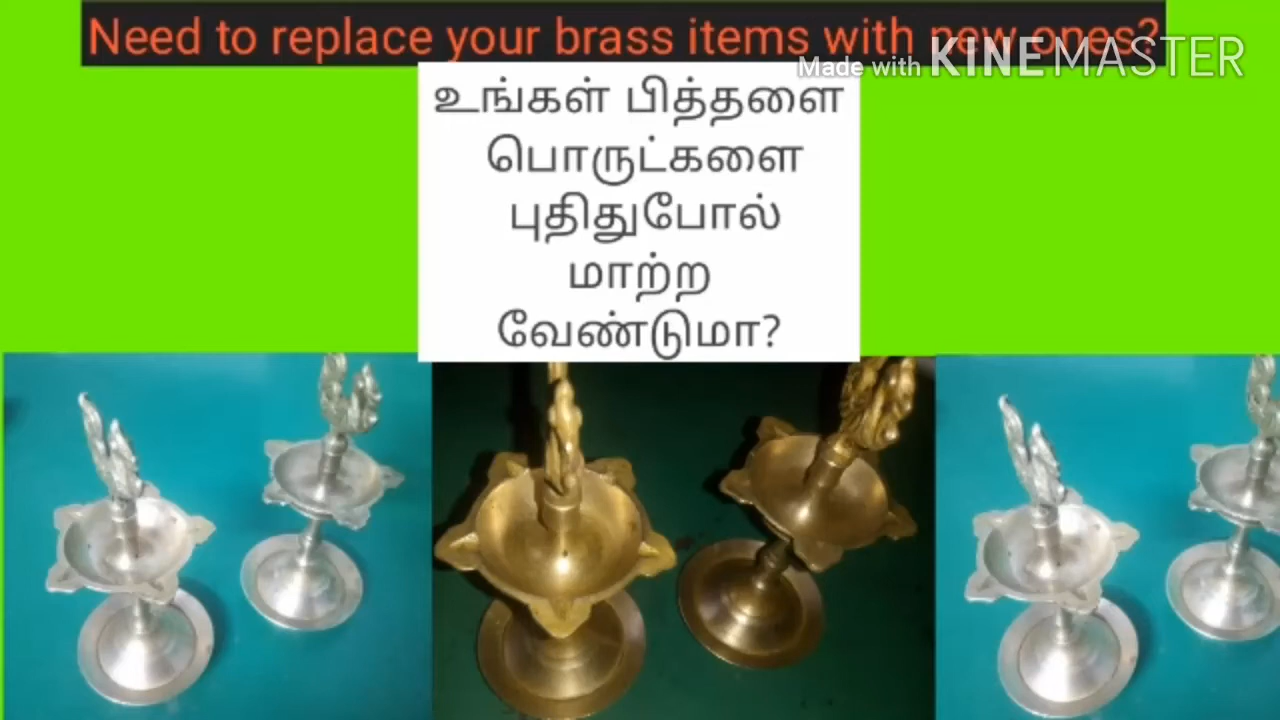 Need to replace your brass items with new ones?
Made with KINEMASTER
உங்கள் பித்தளை
பொருட்களை
புதிதுபோல்
மாற்ற
வேண்டுமா?